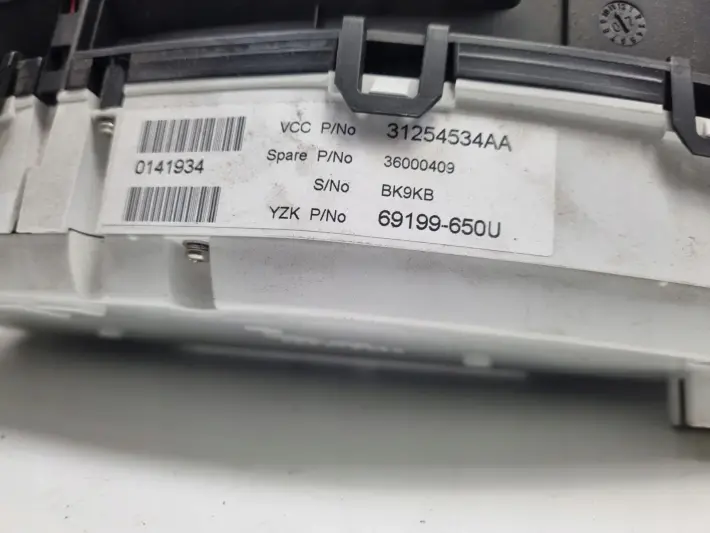 VCC P/No 31254534AA
0141934 Spare P/No 36000409
S/No BK9KB
YZK P/No 69199-650U